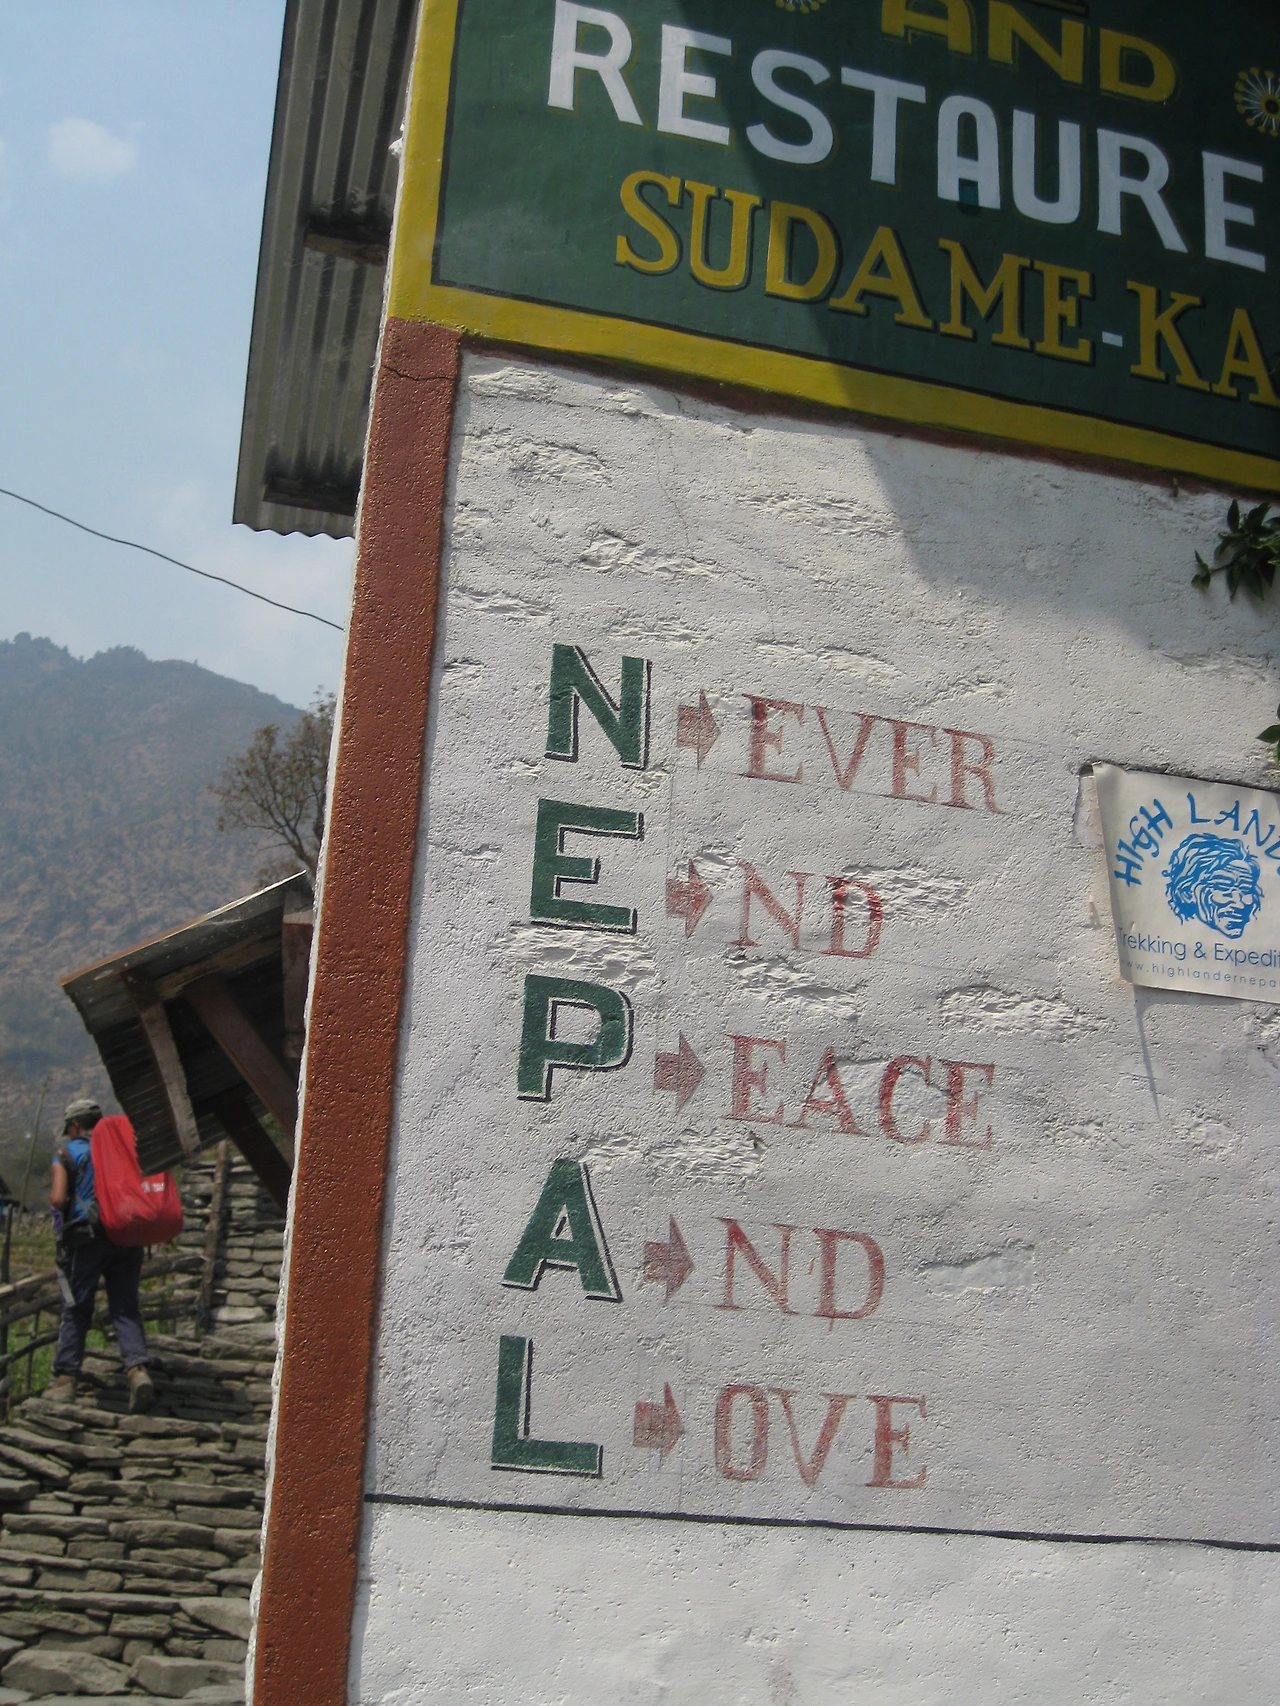 AND
RESTAURE
SUDAME-KA
N➡EVER
E➡ND
P➡EACE
A➡ND
L➡OVE
HIGH LAND
Trekking & Expedit
www.highlandernepa